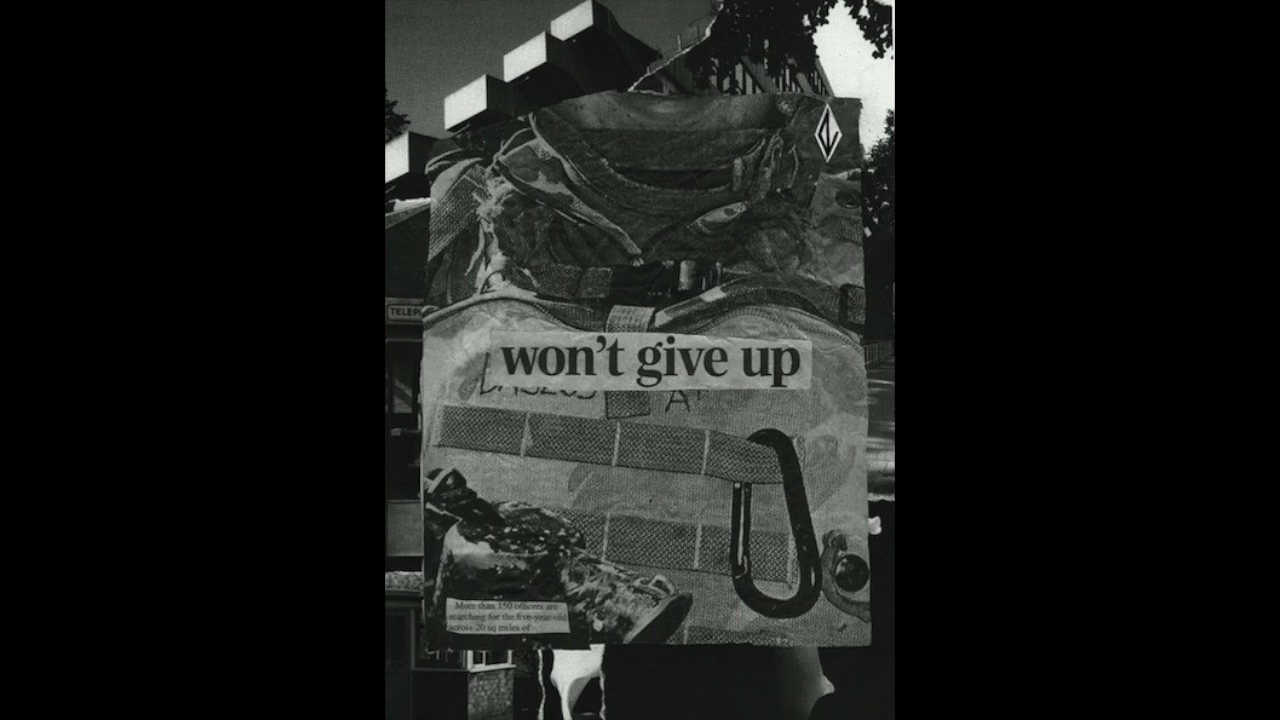 TELEP
won't give up
A+
More than 150 officers are
searching for the five-year-old
across 20 sq miles of